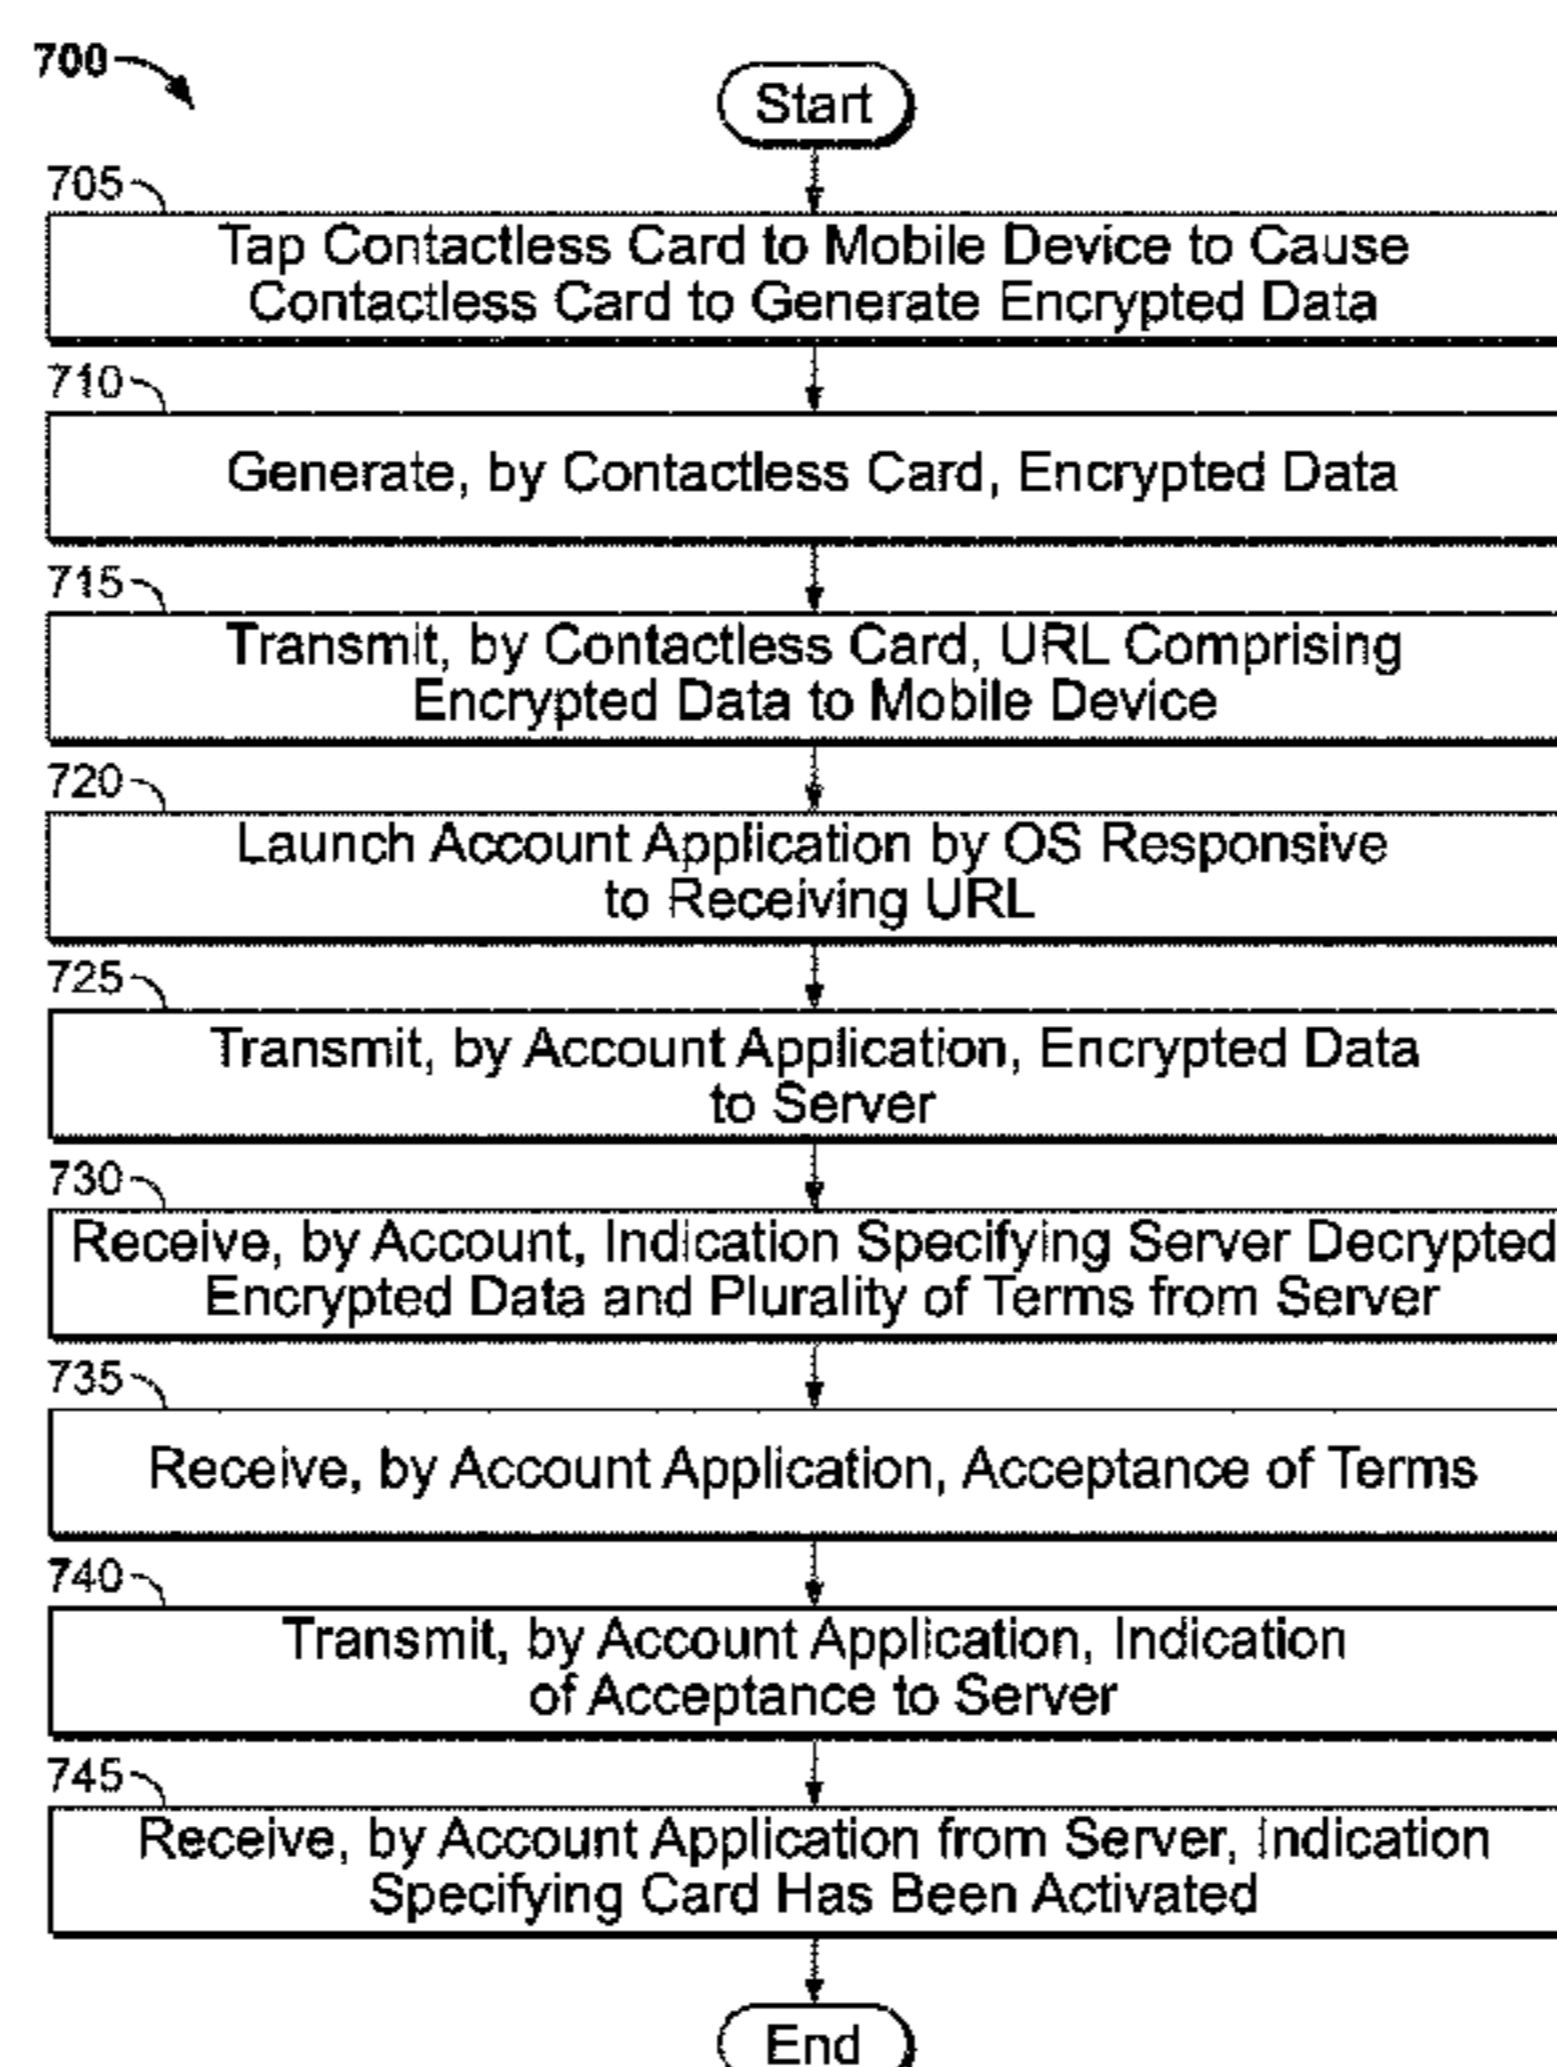 700
Start
705
Tap Contactless Card to Mobile Device to Cause
Contactless Card to Generate Encrypted Data
710
Generate, by Contactless Card, Encrypted Data
715
Transmit, by Contactless Card, URL Comprising
Encrypted Data to Mobile Device
720
Launch Account Application by OS Responsive
to Receiving URL
725
Transmit, by Account Application, Encrypted Data
to Server
730
Receive, by Account, Indication Specifying Server Decrypted
Encrypted Data and Plurality of Terms from Server
735
Receive, by Account Application, Acceptance of Terms
740
Transmit, by Account Application, Indication
of Acceptance to Server
745
Receive, by Account Application from Server, Indication
Specifying Card Has Been Activated
End